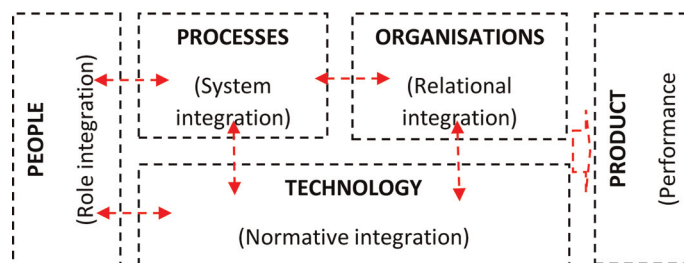 PEOPLE
(Role integration)
PROCESSES
(System
integration)
ORGANISATIONS
(Relational
integration)
TECHNOLOGY
(Normative integration)
PRODUCT
(Performance